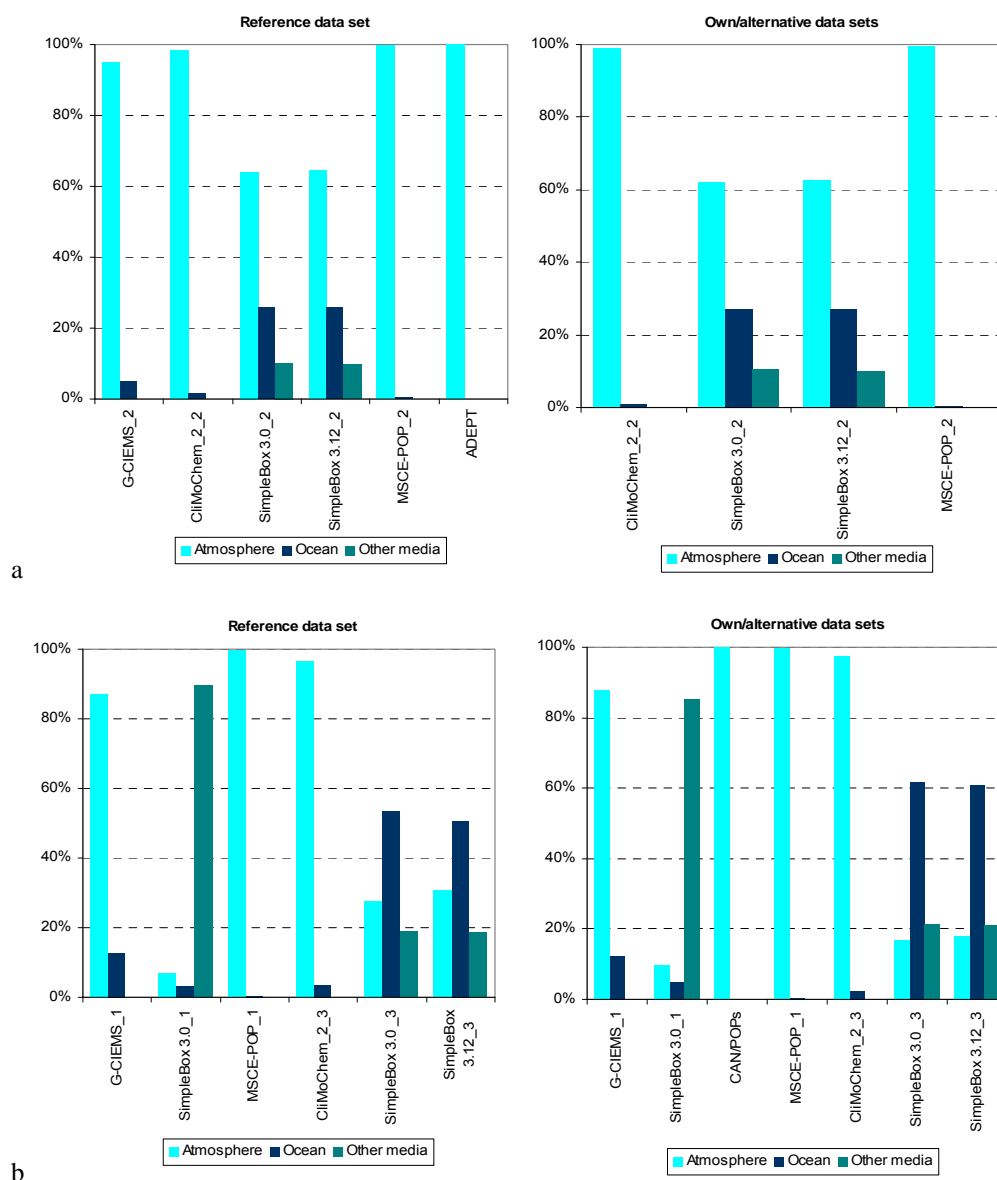 Reference data set
100%
80%
60%
40%
20%
0%
G-CIEMS_2
CliMoChem_2_2
SimpleBox 3.0_2
SimpleBox 3.12_2
MSCE-POP_2
ADEPT
Atmosphere Ocean Other media
Own/alternative data sets
100%
80%
60%
40%
20%
0%
CliMoChem_2_2
SimpleBox 3.0_2
SimpleBox 3.12_2
MSCE-POP_2
Atmosphere Ocean Other media
a
Reference data set
100%
80%
60%
40%
20%
0%
G-CIEMS_1
SimpleBox 3.0_1
MSCE-POP_1
CliMoChem_2_3
SimpleBox 3.0 _3
SimpleBox
3.12_3
Atmosphere Ocean Other media
Own/alternative data sets
100%
80%
60%
40%
20%
0%
G-CIEMS_1
SimpleBox 3.0_1
CAN/POPs
MSCE-POP_1
CliMoChem_2_3
SimpleBox 3.0 _3
SimpleBox 3.12_3
Atmosphere Ocean Other media
b